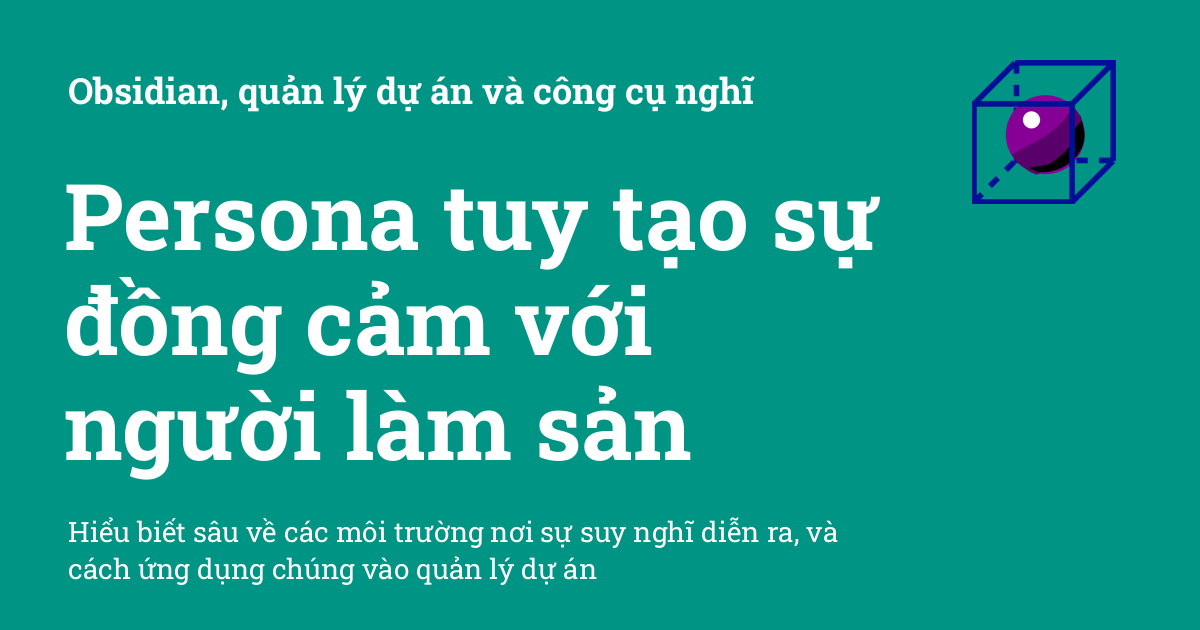 Obsidian, quản lý dự án và công cụ nghĩ
Persona tuy tạo sự
đồng cảm với
người làm sản
Hiểu biết sâu về các môi trường nơi sự suy nghĩ diễn ra, và
cách ứng dụng chúng vào quản lý dự án